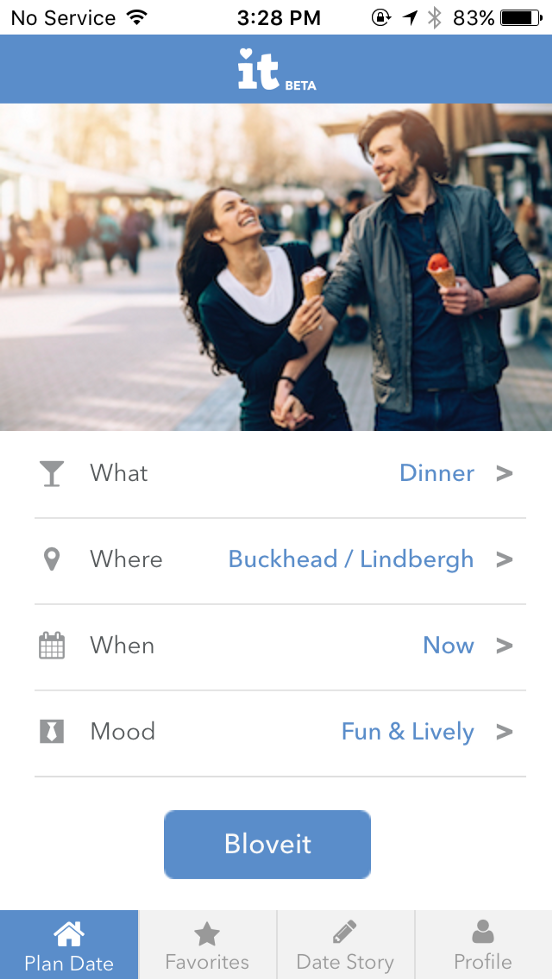 No Service 3:28 PM 83%
it BETA
What Dinner >
Where Buckhead / Lindbergh >
When Now >
Mood Fun & Lively >
Bloveit
Plan Date Favorites Date Story Profile